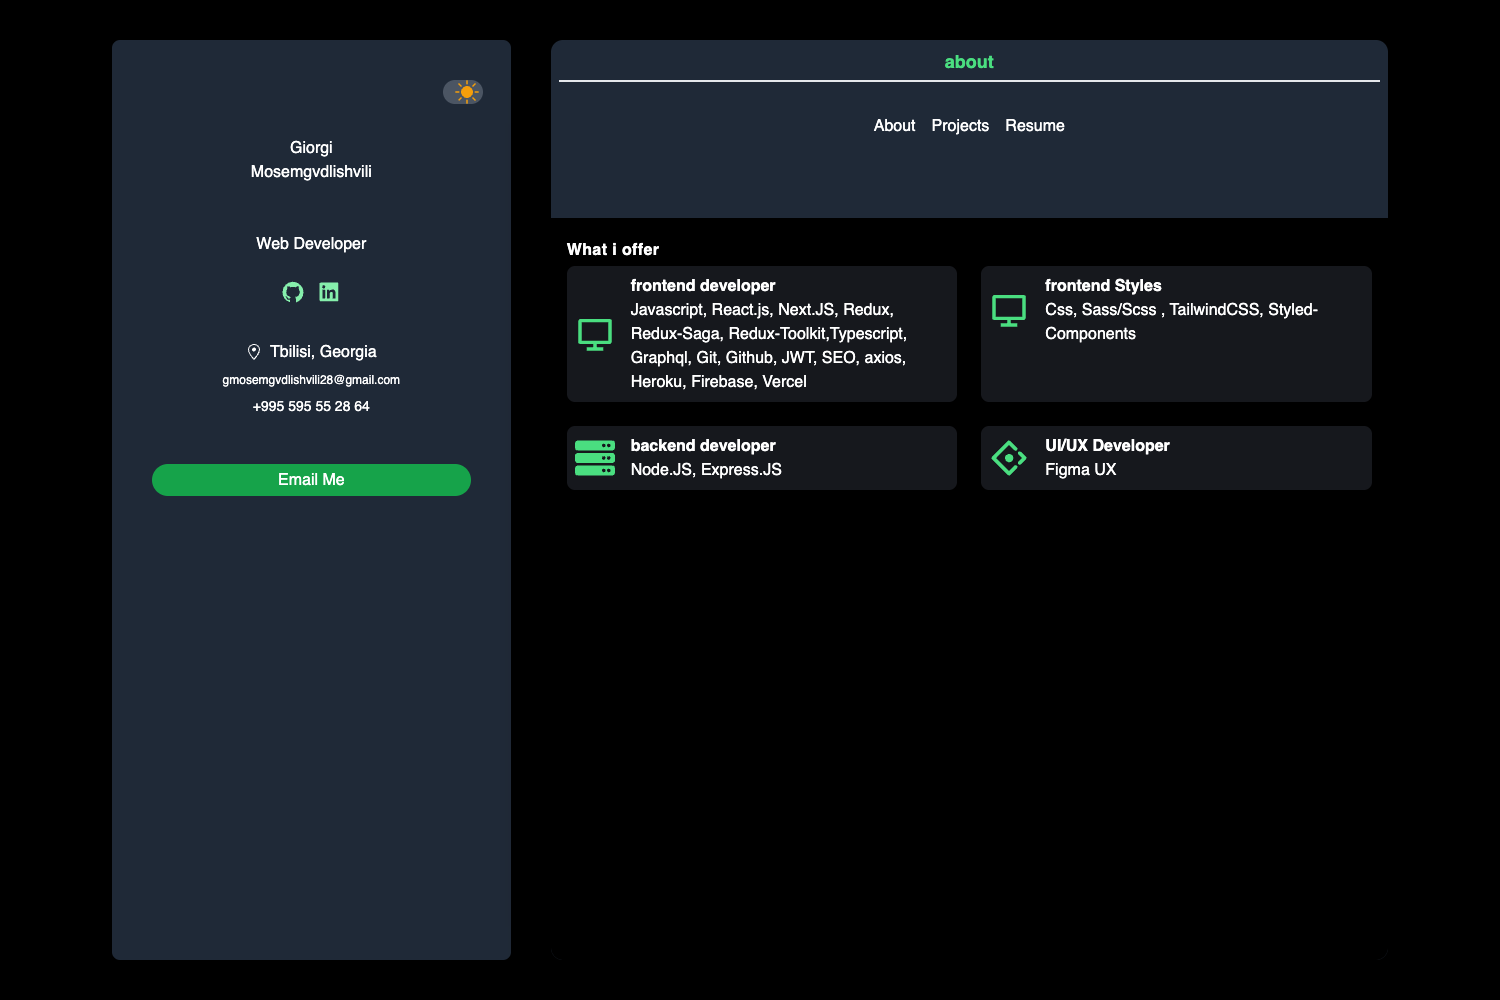 Giorgi
Mosemgvdlishvili
Web Developer
Tbilisi, Georgia
gmosemgvdlishvili28@gmail.com
+995 595 55 28 64
Email Me
about
About Projects Resume
What i offer
frontend developer
Javascript, React.js, Next.JS, Redux,
Redux-Saga, Redux-Toolkit,Typescript,
Graphql, Git, Github, JWT, SEO, axios,
Heroku, Firebase, Vercel
frontend Styles
Css, Sass/Scss , TailwindCSS, Styled-
Components
backend developer
Node.JS, Express.JS
UI/UX Developer
Figma UX